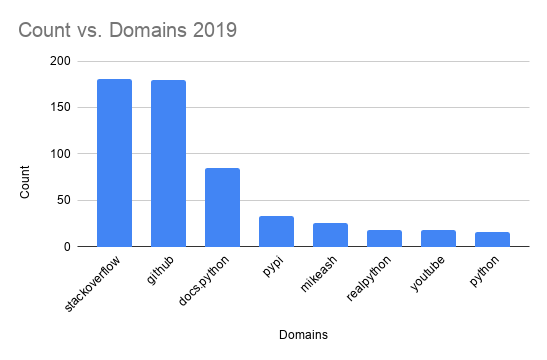 Count vs. Domains 2019
200
150
100
50
0
Count
stackoverflow
github
docs.python
pypi
mikeash
realpython
youtube
python
Domains